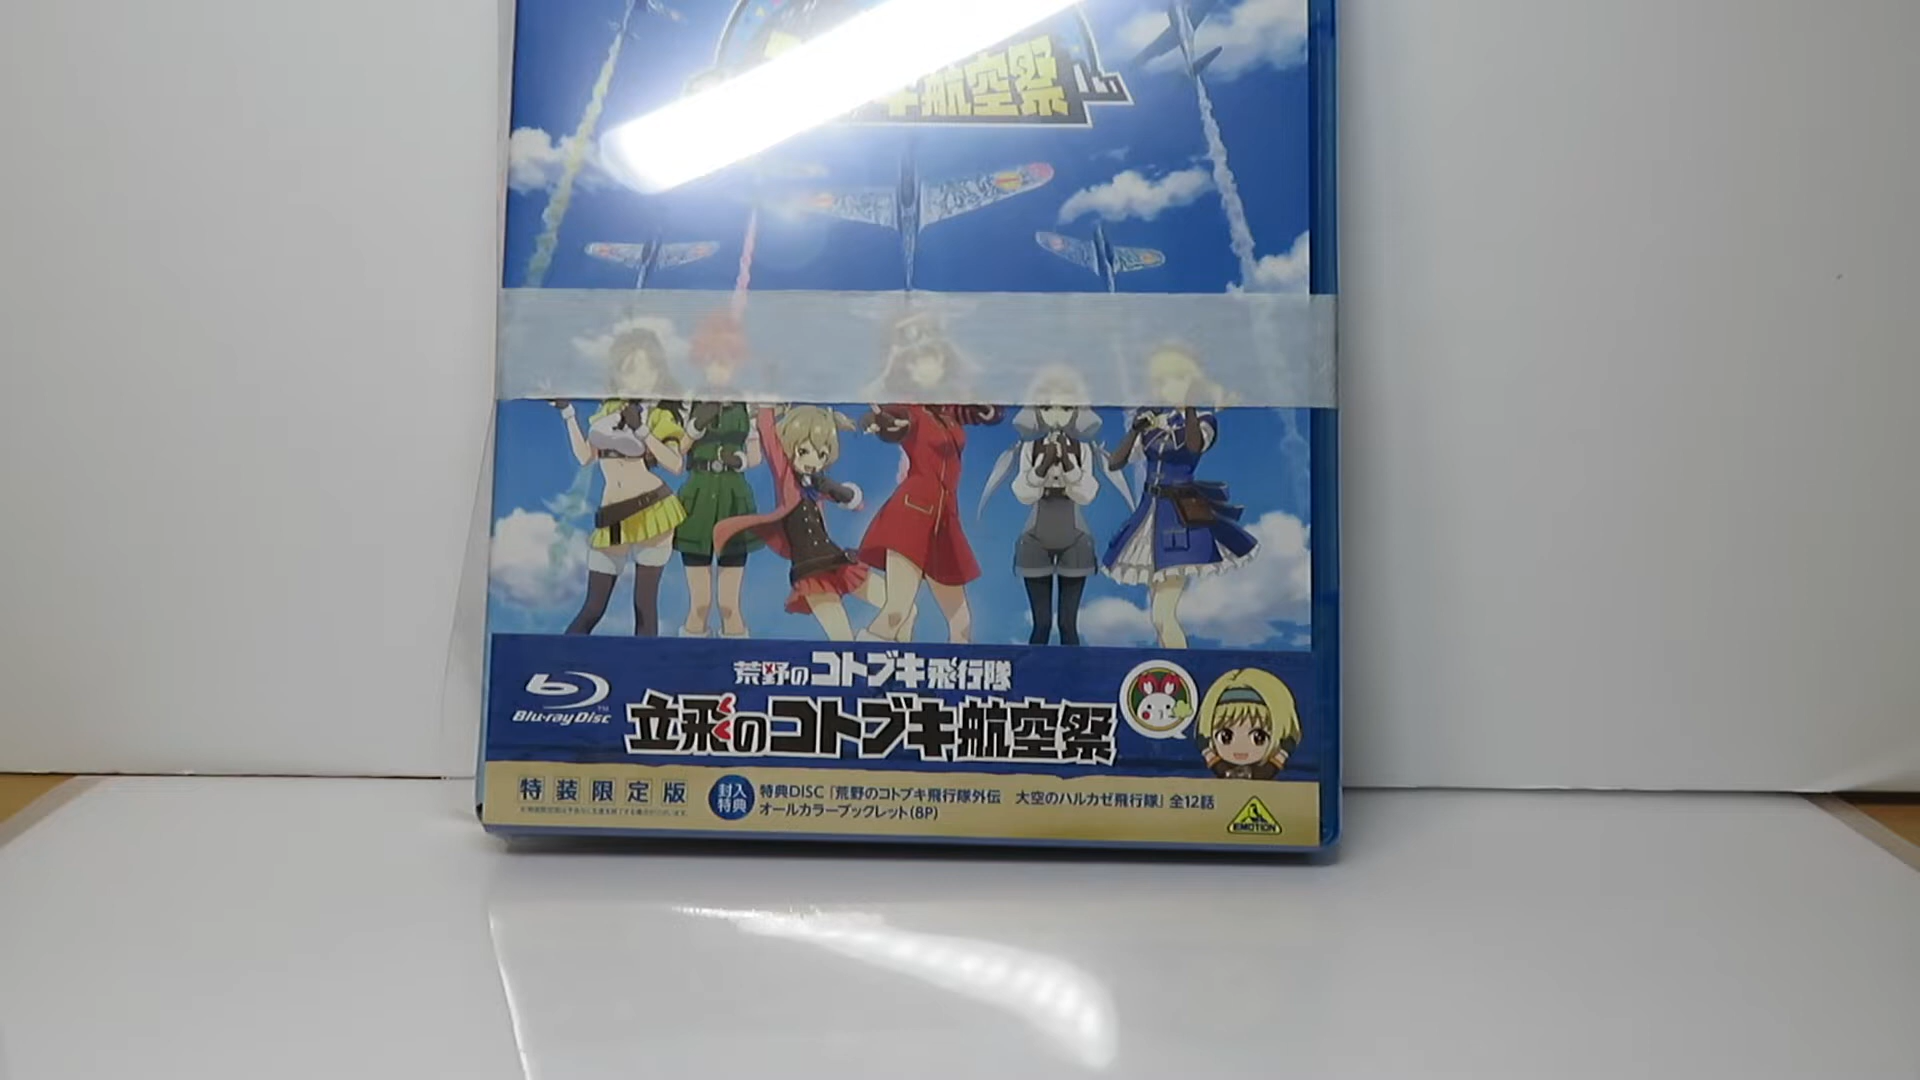 キ航空祭
荒野のコトブキ飛行隊
立飛のコトブキ航空祭
Blu-ray Disc
TM
特装限定版
封入特典
特典DISC「荒野のコトブキ飛行隊外伝　大空のハルカゼ飛行隊」全12話
オールカラーブックレット(8P)
EMOTION